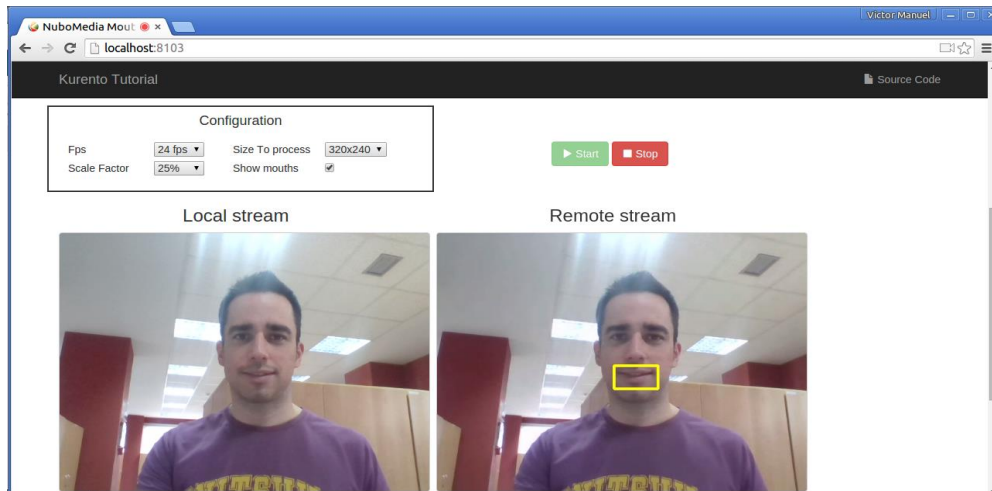 Victor Manuel
NuboMedia Mout
localhost:8103
Kurento Tutorial
Source Code
Configuration
Fps 24 fps Size To process 320x240
Scale Factor 25% Show mouths
Start Stop
Local stream Remote stream